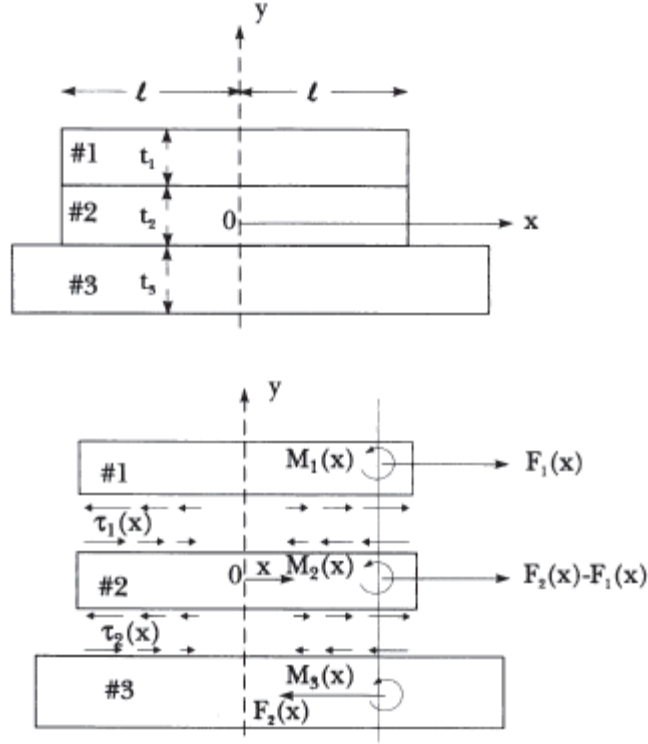 y
ℓ ℓ
#1 t₁
#2 t₂ 0 x
#3 t₃
y
#1 M₁(x) F₁(x)
τ₁(x)
#2 0 x M₂(x) F₂(x)-F₁(x)
τ₂(x)
#3 M₃(x)
F₂(x)